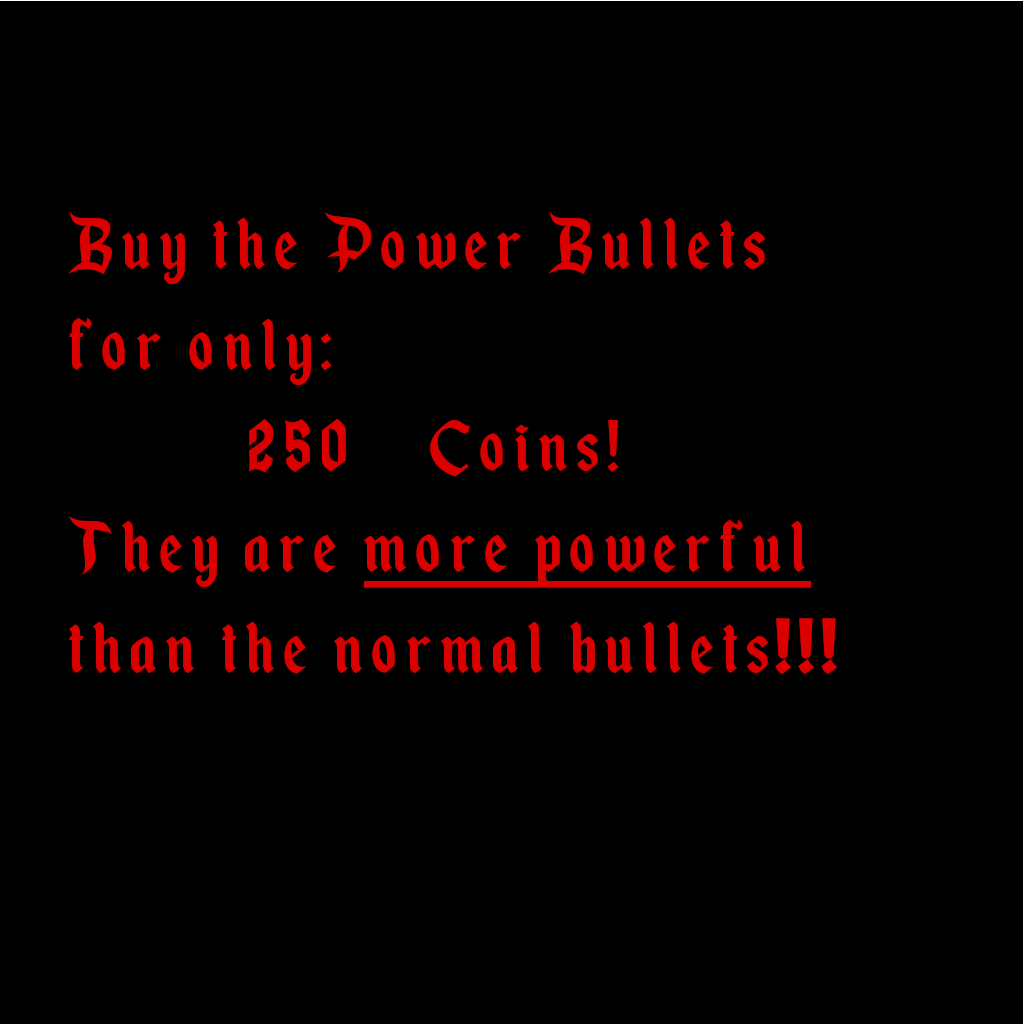 Buy the Power Bullets
for only:
250 Coins!
They are more powerful
than the normal bullets!!!